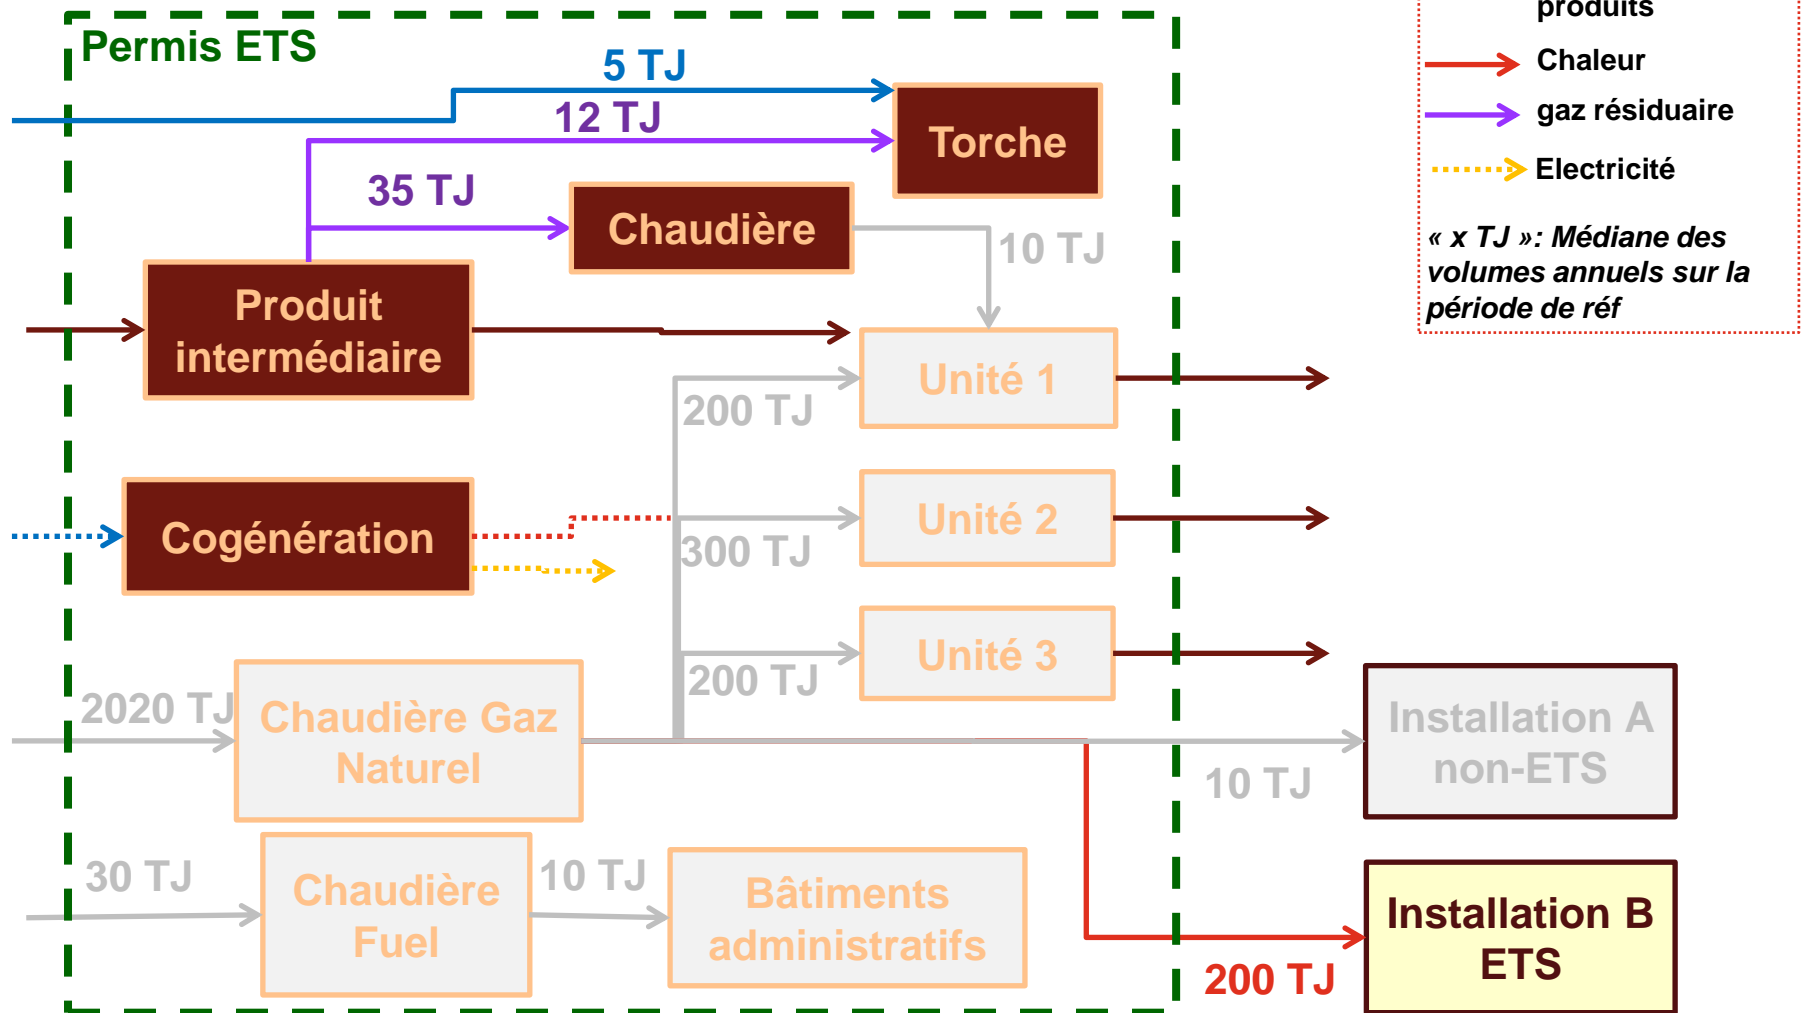 produits
Permis ETS
5 TJ
Chaleur
12 TJ
gaz résiduaire
Torche
35 TJ
Electricité
Chaudière
10 TJ
« x TJ »: Médiane des
volumes annuels sur la
période de réf
Produit
intermédiaire
Unité 1
200 TJ
Cogénération
Unité 2
300 TJ
Unité 3
200 TJ
2020 TJ
Chaudière Gaz
Naturel
Installation A
non-ETS
10 TJ
30 TJ
Chaudière
Fuel
10 TJ
Bâtiments
administratifs
Installation B
ETS
200 TJ